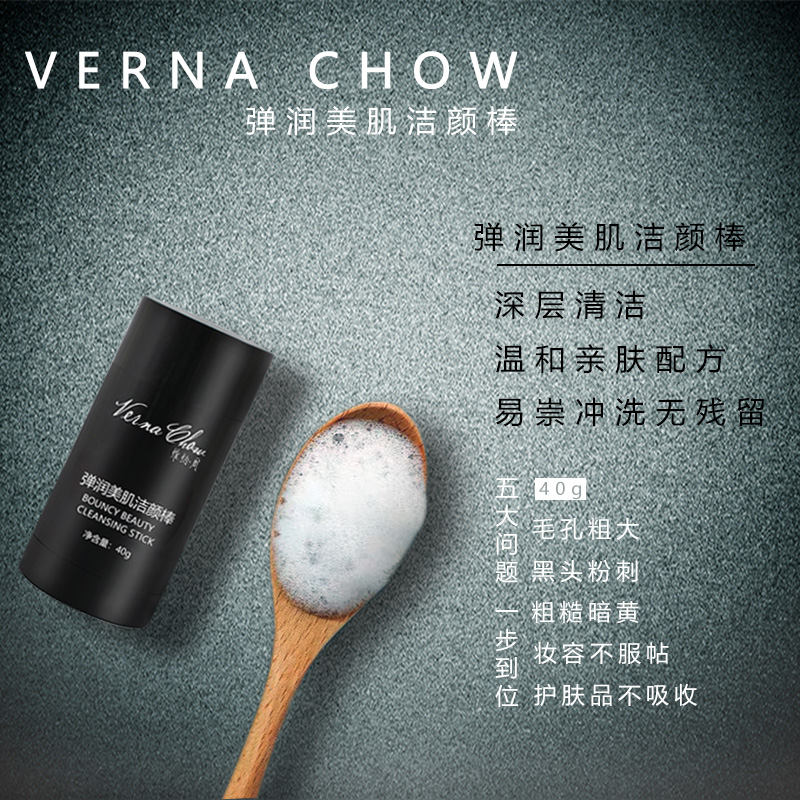 VERNA CHOW
弹润美肌洁颜棒
弹润美肌洁颜棒
深层清洁
温和亲肤配方
易崇冲洗无残留
五大问题一步到位
40g
毛孔粗大
黑头粉刺
粗糙暗黄
妆容不服帖
护肤品不吸收
Verna Chow
弹润美肌洁颜棒
BOUNCY BEAUTY
CLEANSING STICK
净含量：40g